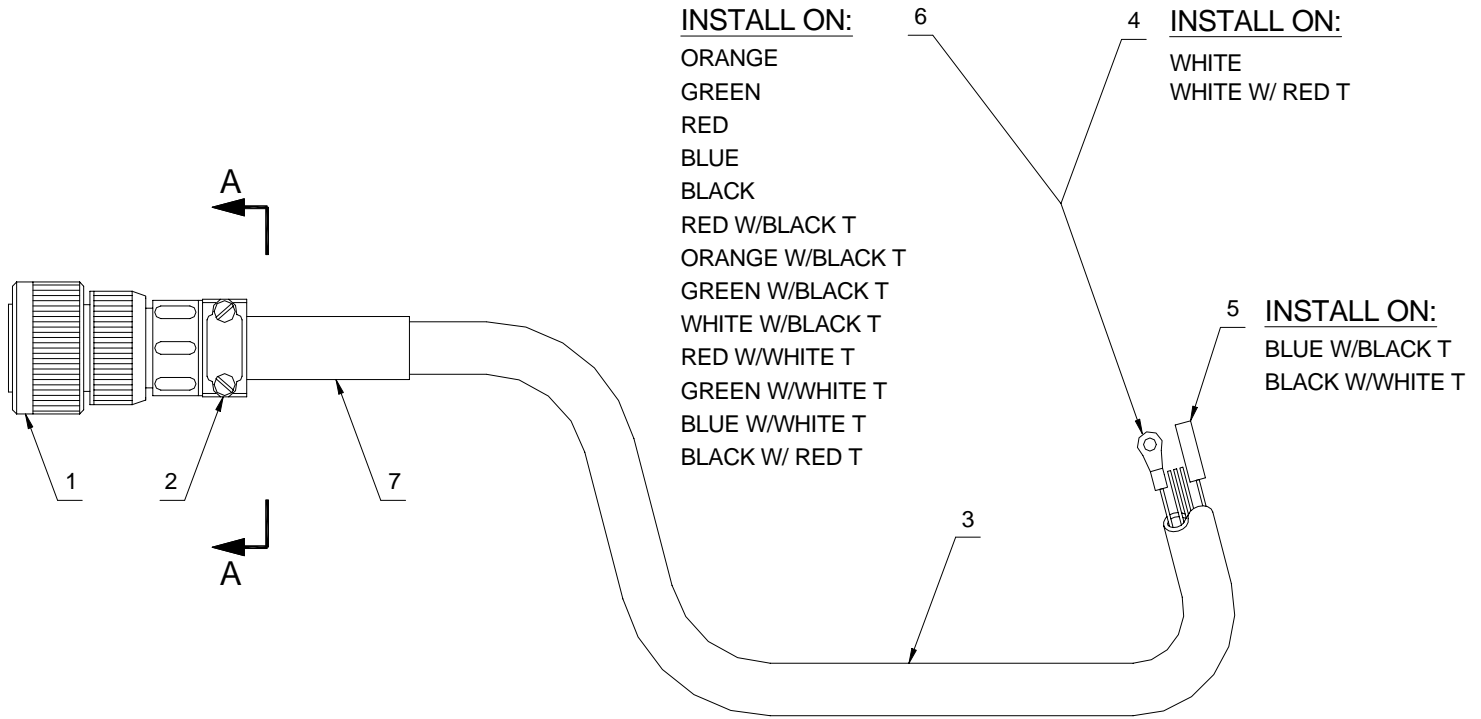 INSTALL ON:
ORANGE
GREEN
RED
BLUE
BLACK
RED W/BLACK T
ORANGE W/BLACK T
GREEN W/BLACK T
WHITE W/BLACK T
RED W/WHITE T
GREEN W/WHITE T
BLUE W/WHITE T
BLACK W/ RED T
6
4
INSTALL ON:
WHITE
WHITE W/ RED T
A
5
INSTALL ON:
BLUE W/BLACK T
BLACK W/WHITE T
1
2
7
3
A